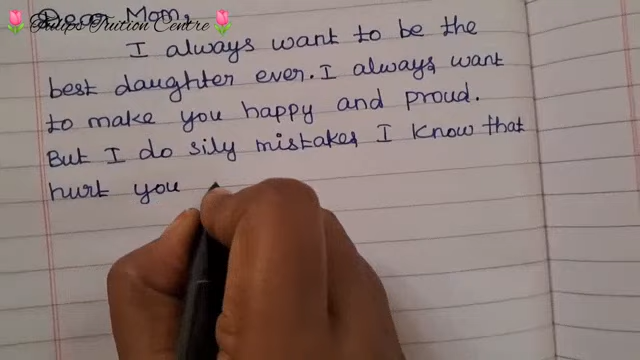 Tulips Tuition Centre
Dear Mom,
I always want to be the
best daughter ever. I always want
to make you happy and proud.
But I do sily mistakes I know that
hurt you